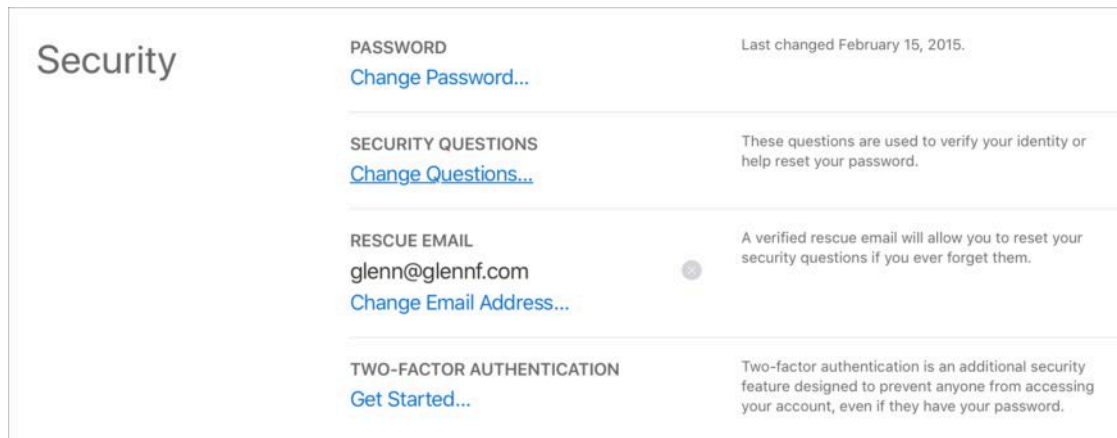 Security
PASSWORD
Change Password...
Last changed February 15, 2015.
SECURITY QUESTIONS
Change Questions...
These questions are used to verify your identity or
help reset your password.
RESCUE EMAIL
glenn@glennf.com
Change Email Address...
A verified rescue email will allow you to reset your
security questions if you ever forget them.
TWO-FACTOR AUTHENTICATION
Get Started...
Two-factor authentication is an additional security
feature designed to prevent anyone from accessing
your account, even if they have your password.